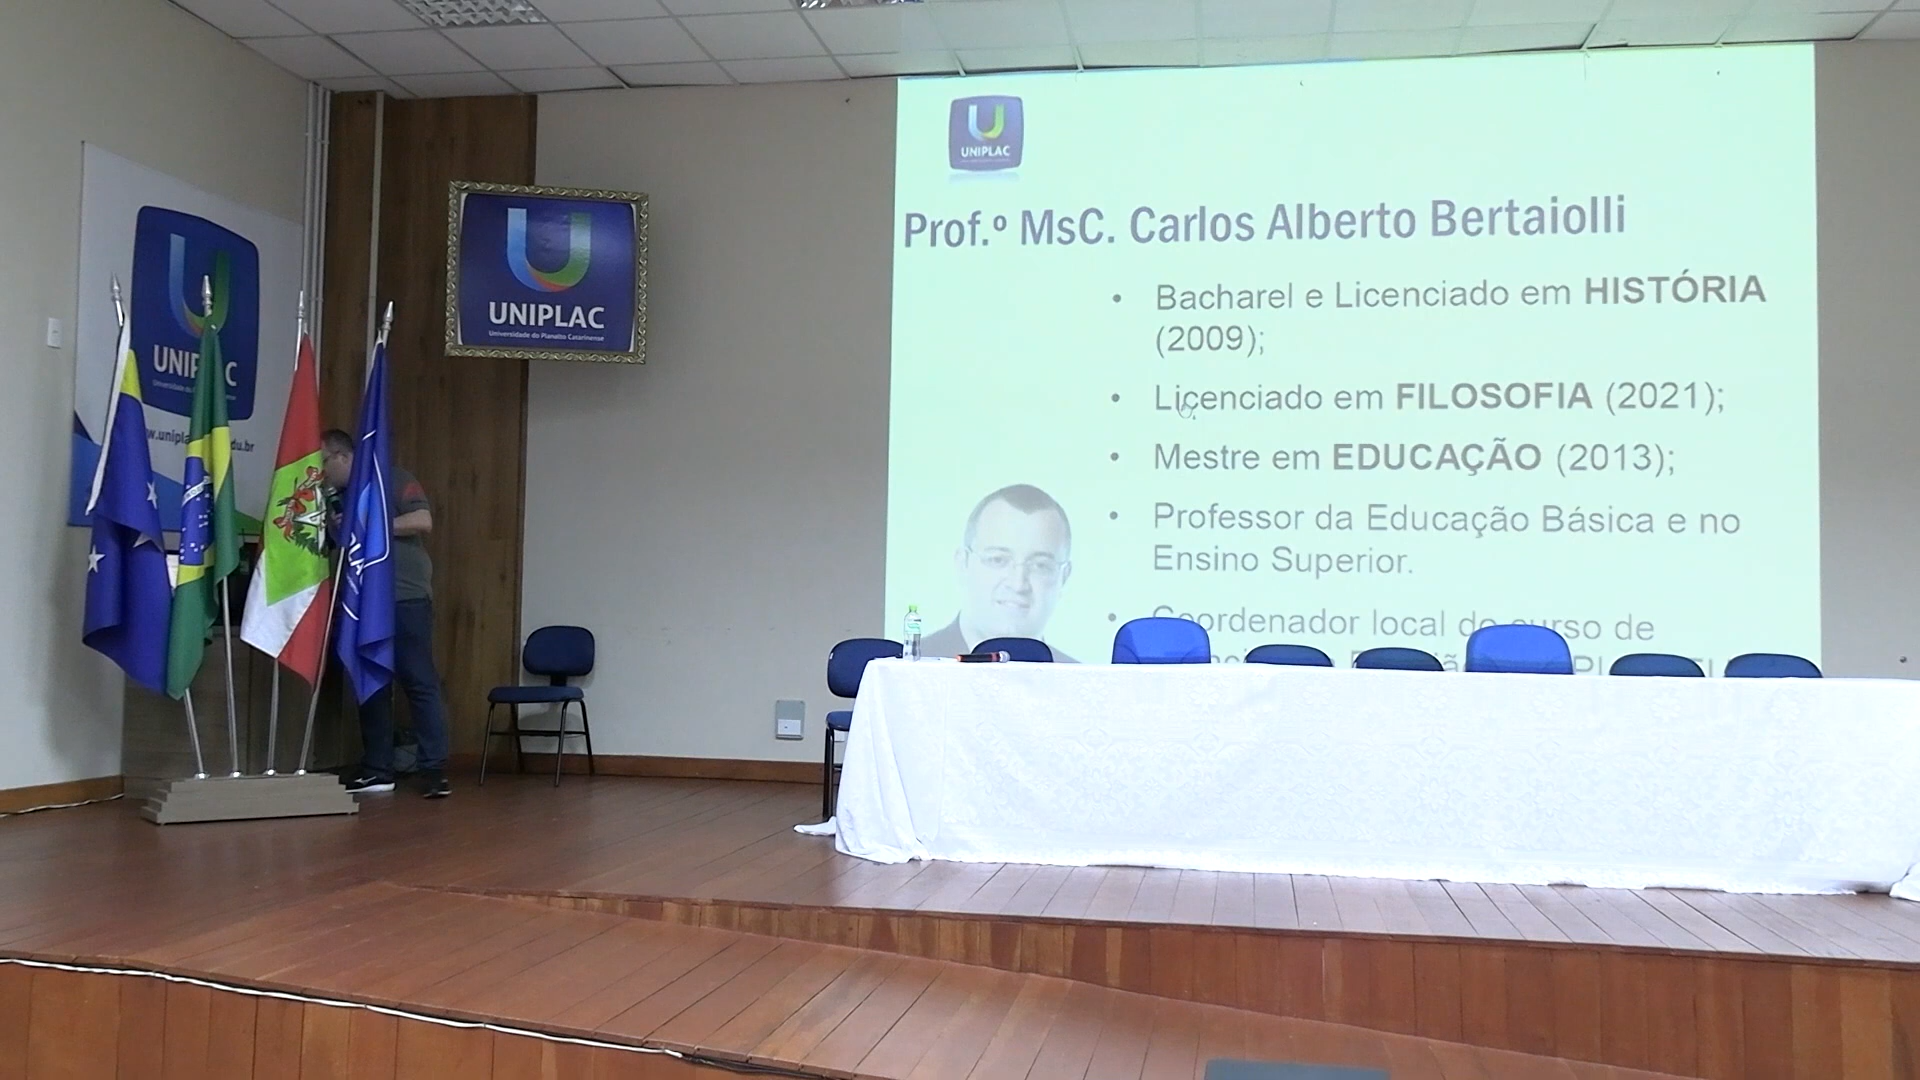 UNIPLAC
Prof.º MsC. Carlos Alberto Bertaiolli
• Bacharel e Licenciado em HISTÓRIA
(2009);
• Licenciado em FILOSOFIA (2021);
• Mestre em EDUCAÇÃO (2013);
• Professor da Educação Básica e no
Ensino Superior.
• Coordenador local do curso de
UNIPLAC
Universidade do Planalto Catarinense